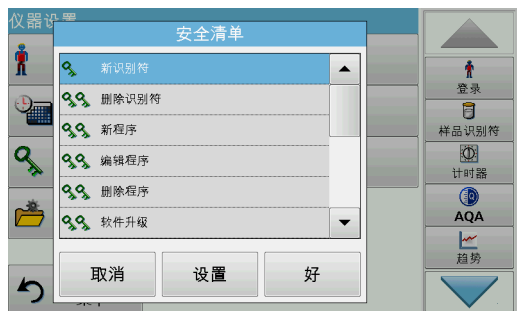 仪器设置
安全清单
新识别符
删除识别符
新程序
编辑程序
删除程序
软件升级
取消
设置
好
登录
样品识别符
计时器
AQA
趋势